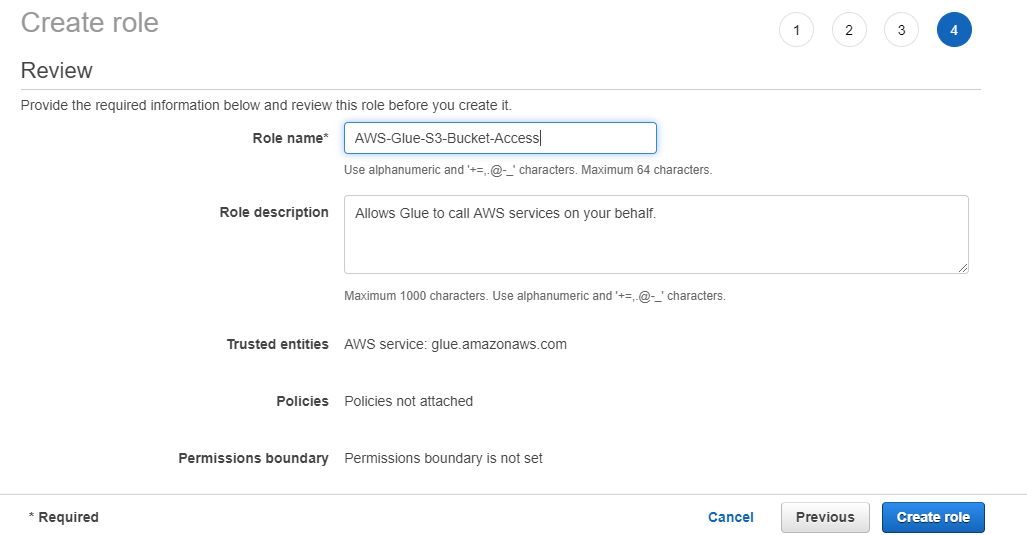 Create role
1 2 3 4
Review
Provide the required information below and review this role before you create it.
Role name* AWS-Glue-S3-Bucket-Access
Use alphanumeric and '+=,.@-_' characters. Maximum 64 characters.
Role description Allows Glue to call AWS services on your behalf.
Maximum 1000 characters. Use alphanumeric and '+=,.@-_' characters.
Trusted entities AWS service: glue.amazonaws.com
Policies Policies not attached
Permissions boundary Permissions boundary is not set
* Required Cancel Previous Create role